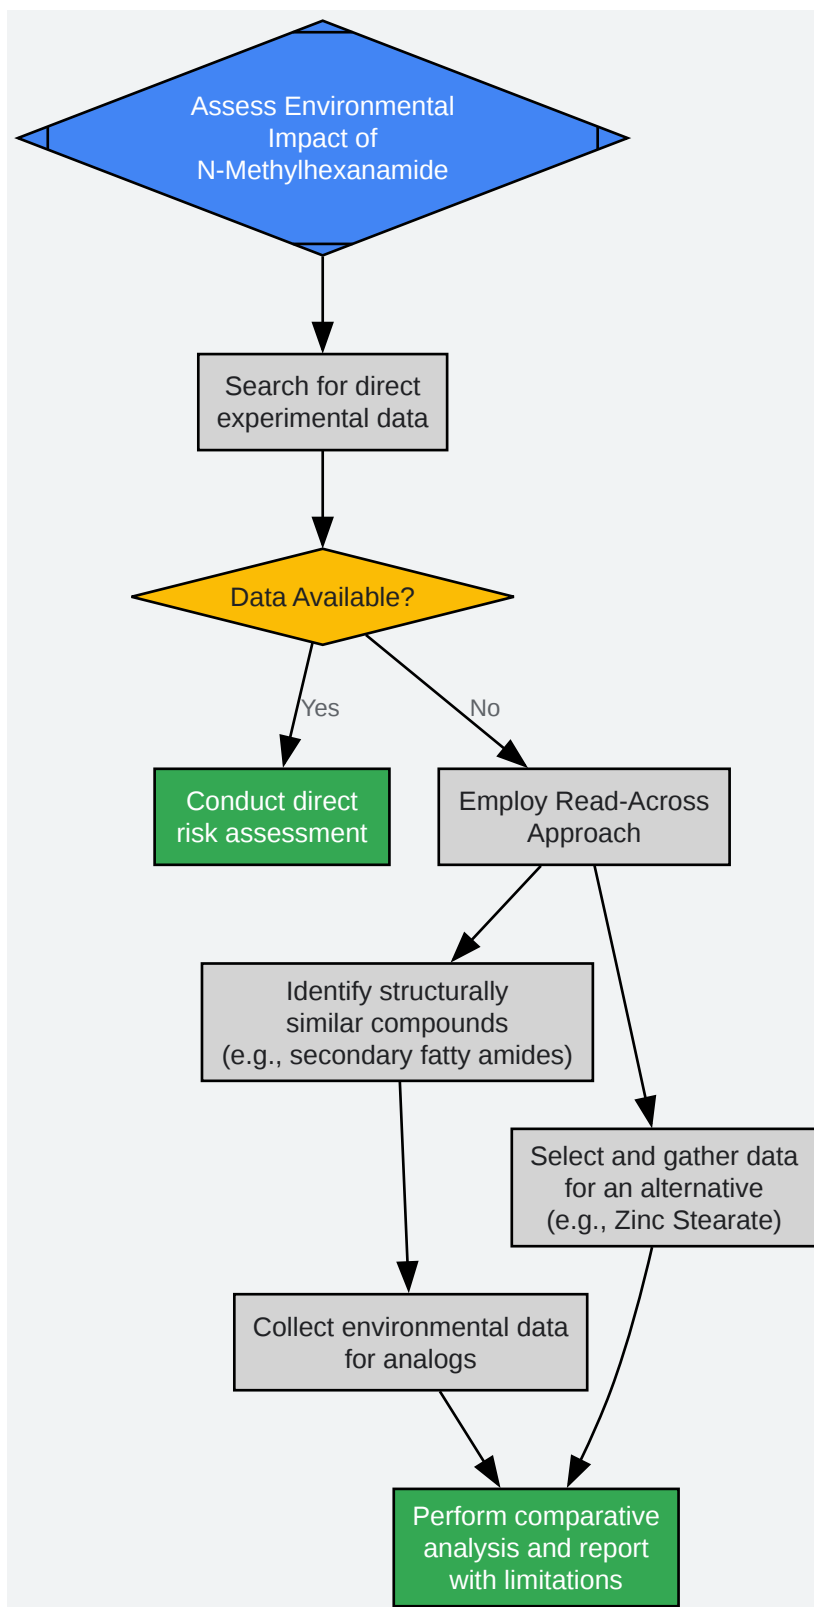 Assess Environmental
Impact of
N-Methylhexanamide
Search for direct
experimental data
Data Available?
Yes
No
Conduct direct
risk assessment
Employ Read-Across
Approach
Identify structurally
similar compounds
(e.g., secondary fatty amides)
Select and gather data
for an alternative
(e.g., Zinc Stearate)
Collect environmental data
for analogs
Perform comparative
analysis and report
with limitations